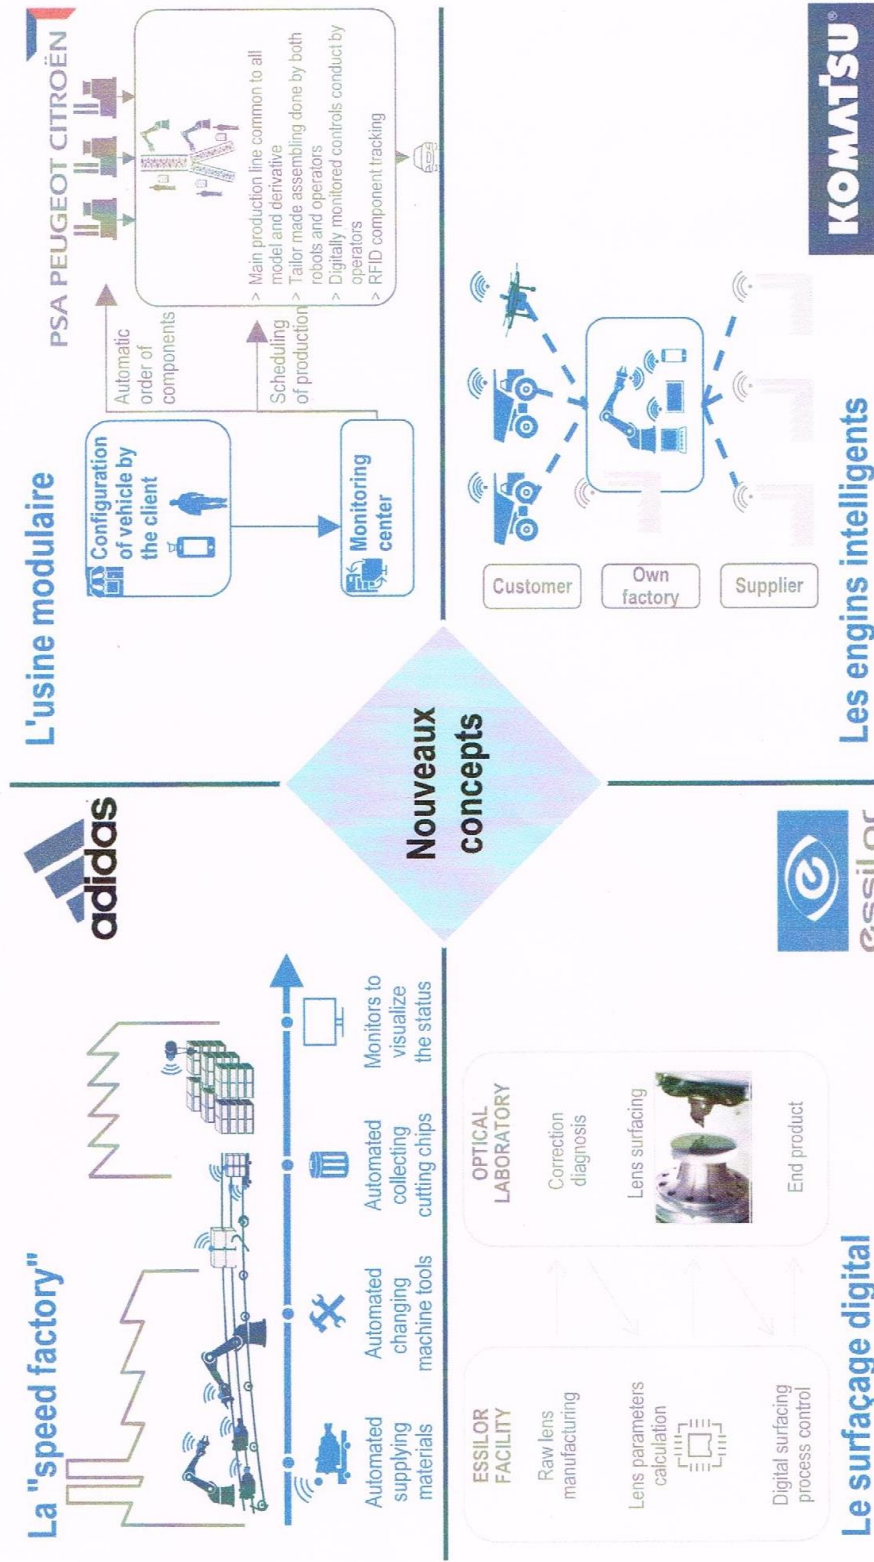 La "speed factory"
adidas
Automated
supplying
materials
Automated
changing
machine tools
Automated
collecting
cutting chips
Monitors to
visualize
the status
L'usine modulaire
PSA PEUGEOT CITROËN
Configuration
of vehicle by
the client
Monitoring
center
Automatic
order of
components
Scheduling
of production
> Main production line common to all
model and derivative
> Tailor made assembling done by both
robots and operators
> Digitally monitored controls conduct by
operators
> RFID component tracking
Nouveaux
concepts
ESSILOR
FACILITY
Raw lens
manufacturing
Lens parameters
calculation
Digital surfacing
process control
OPTICAL
LABORATORY
Correction
diagnosis
Lens surfacing
End product
essilor
Le surfaçage digital
Customer
Own
factory
Supplier
KOMATSU®
Les engins intelligents